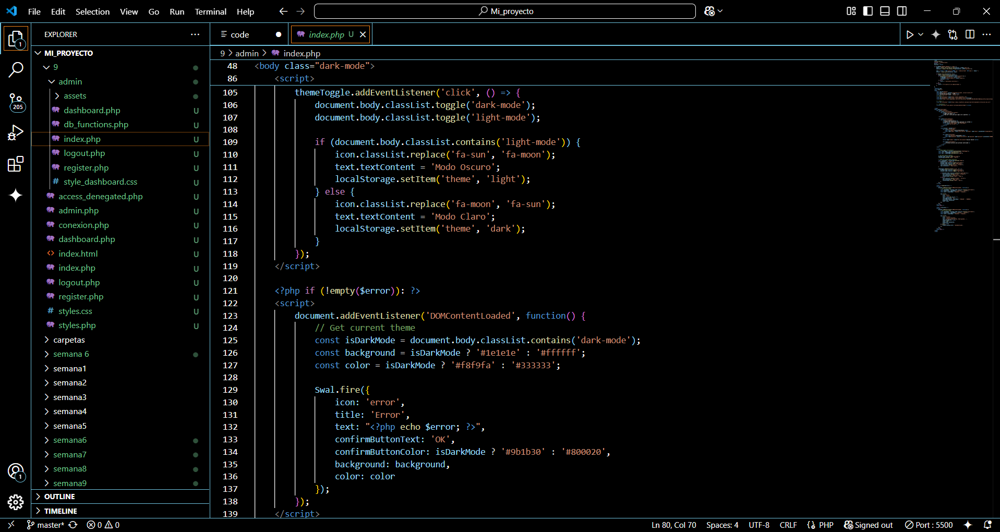 File Edit Selection View Go Run Terminal Help
Mi_proyecto
EXPLORER
code
index.php U
1
205
MI_PROYECTO
9
admin
assets
dashboard.php U
db_functions.php U
index.php U
logout.php U
register.php U
# style_dashboard.css U
access_denegated.php U
admin.php U
conexion.php U
dashboard.php U
<> index.html U
index.php U
logout.php U
register.php U
# styles.css U
styles.php U
carpetas
semana 6
semana1
semana2
semana3
semana4
semana5
semana6
semana7
semana8
semana9
OUTLINE
TIMELINE
1
9 > admin > index.php
48 <body class="dark-mode">
86 <script>
105 themeToggle.addEventListener('click', () => {
106 document.body.classList.toggle('dark-mode');
107 document.body.classList.toggle('light-mode');
108
109 if (document.body.classList.contains('light-mode')) {
110 icon.classList.replace('fa-sun', 'fa-moon');
111 text.textContent = 'Modo Oscuro';
112 localStorage.setItem('theme', 'light');
113 } else {
114 icon.classList.replace('fa-moon', 'fa-sun');
115 text.textContent = 'Modo Claro';
116 localStorage.setItem('theme', 'dark');
117 }
118 });
119 </script>
120
121 <?php if (!empty($error)): ?>
122 <script>
123 document.addEventListener('DOMContentLoaded', function() {
124 // Get current theme
125 const isDarkMode = document.body.classList.contains('dark-mode');
126 const background = isDarkMode ? '#1e1e1e' : '#ffffff';
127 const color = isDarkMode ? '#f8f9fa' : '#333333';
128
129 Swal.fire({
130 icon: 'error',
131 title: 'Error',
132 text: "<?php echo $error; ?>",
133 confirmButtonText: 'OK',
134 confirmButtonColor: isDarkMode ? '#9b1b30' : '#800020',
135 background: background,
136 color: color
137 });
138 });
139 </script>
master* 0 0 Ln 80, Col 70 Spaces: 4 UTF-8 CRLF PHP Signed out Port : 5500